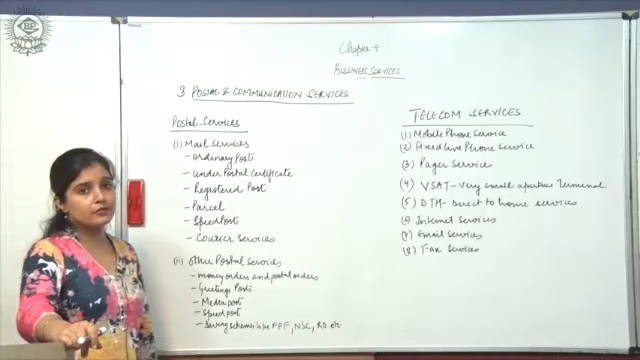 BP
Chapter-4
BUSINESS SERVICES
3 POSTAL & COMMUNICATION SERVICES
Postal Services
(i) Mail Services
- Ordinary Post
- Under Postal Certificate
- Registered Post
- Parcel
- Speed Post
- Courier Services
(ii) Other Postal Services
- money orders and postal orders
- Greetings Posts
- Media post
- Speed post
- Saving schemes like PPF, NSC, RD etc
TELECOM SERVICES
(1) Mobile Phone Service
(2) Fixed Line Phone Service
(3) Pager Service
(4) VSAT - Very small aperture Terminal
(5) DTH - Direct to home services
(6) Internet Services
(7) Email Services
(8) Fax Services